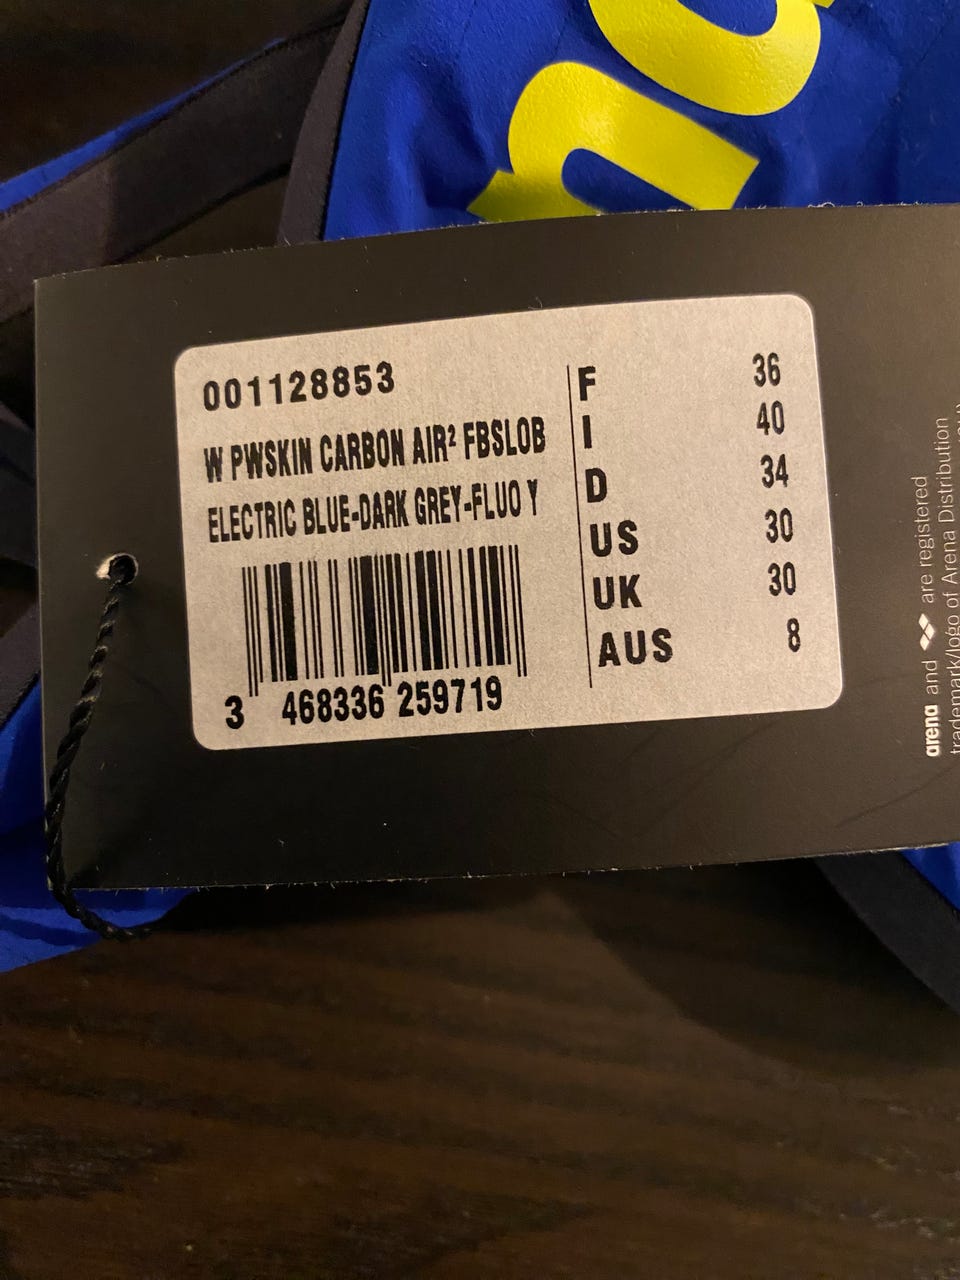 na
001128853
W PWSKIN CARBON AIR² FBSLOB
ELECTRIC BLUE-DARK GREY-FLUO Y
3 468336 259719
F 36
I 40
D 34
US 30
UK 30
AUS 8
arena and are registered
trademark/logo of Arena Distribution